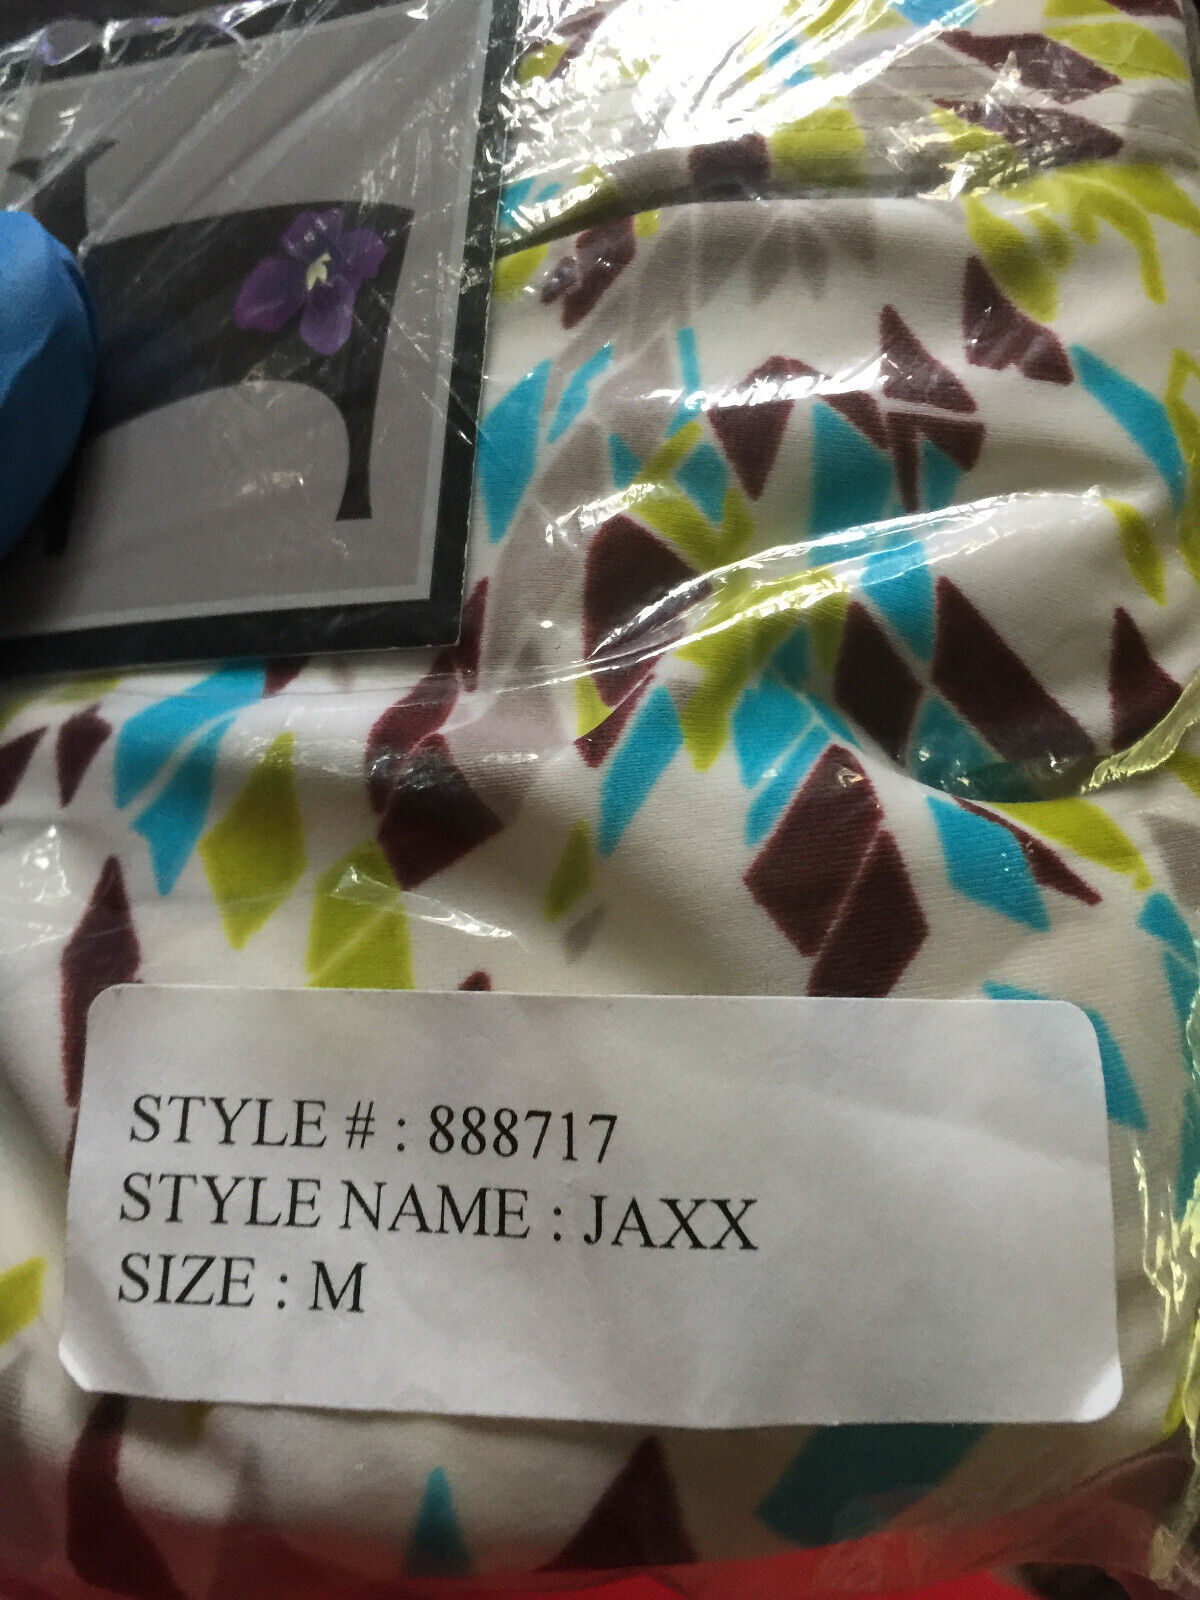 STYLE # : 888717
STYLE NAME : JAXX
SIZE : M